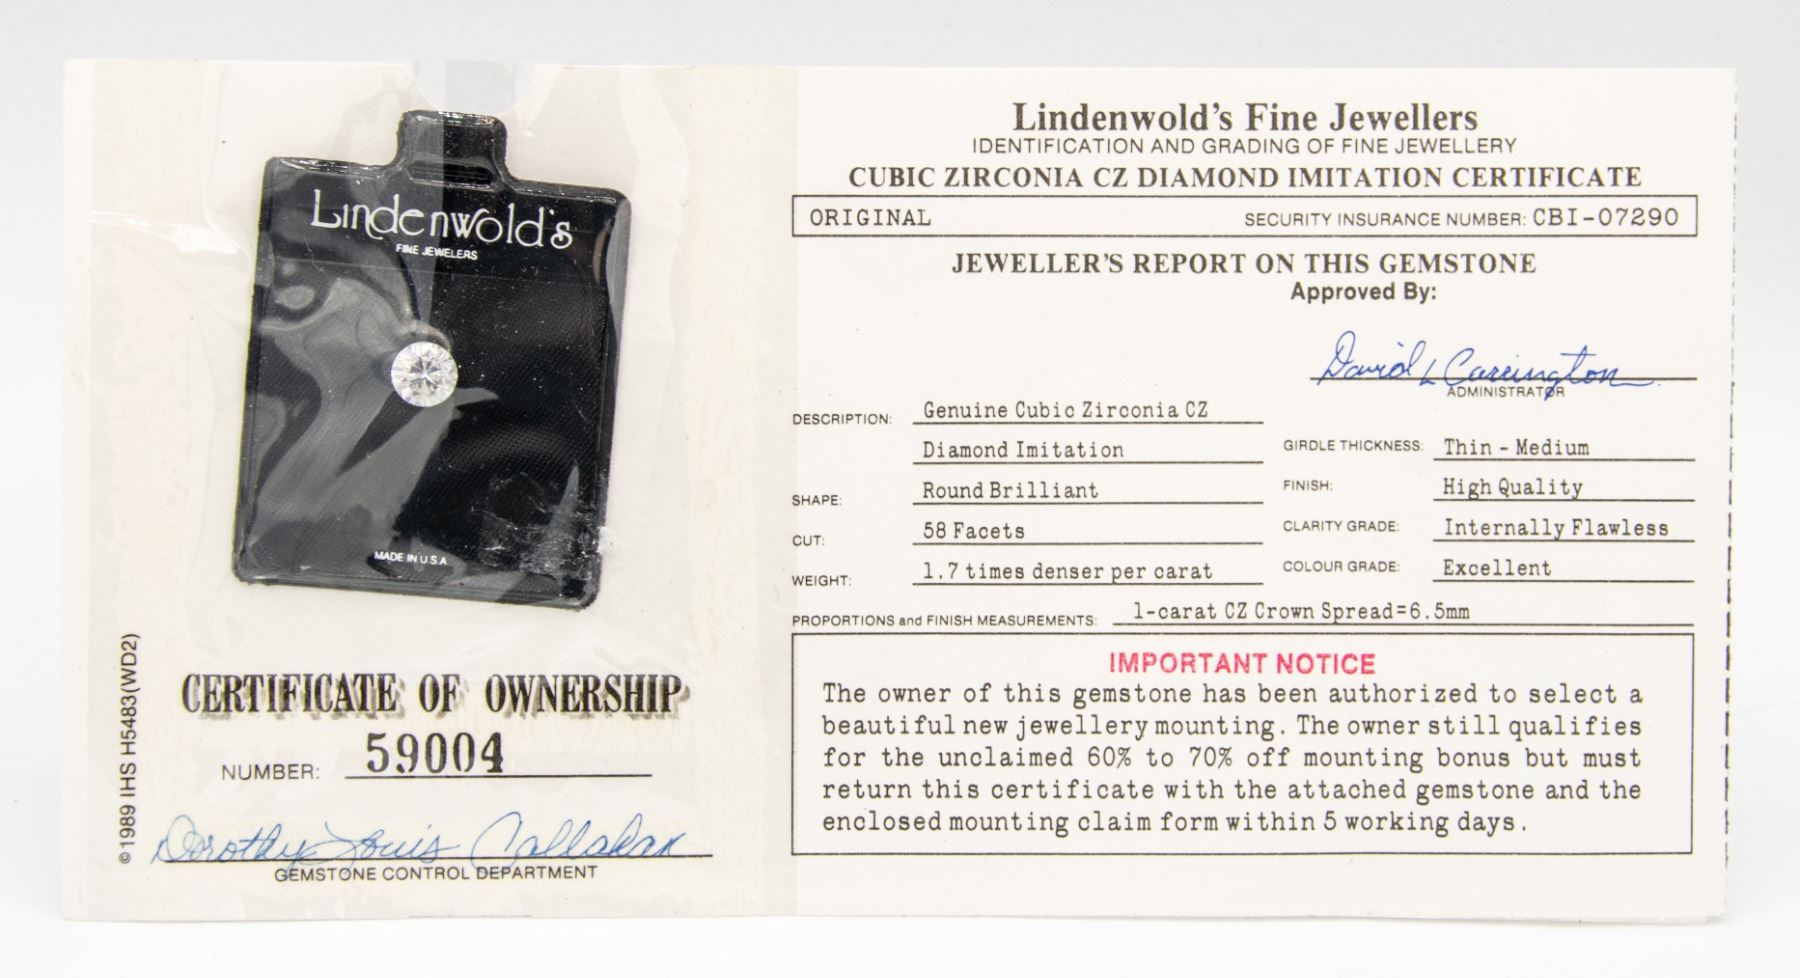 Lindenwold's
FINE JEWELERS
MADE IN U.S.A
©1989 IHS H5483(WD2)
CERTIFICATE OF OWNERSHIP
NUMBER: 59004
Dorothy Louis Callahan
GEMSTONE CONTROL DEPARTMENT
Lindenwold's Fine Jewellers
IDENTIFICATION AND GRADING OF FINE JEWELLERY
CUBIC ZIRCONIA CZ DIAMOND IMITATION CERTIFICATE
ORIGINAL SECURITY INSURANCE NUMBER: CBI-07290
JEWELLER'S REPORT ON THIS GEMSTONE
Approved By:
David L Carrington
ADMINISTRATOR
DESCRIPTION: Genuine Cubic Zirconia CZ
Diamond Imitation
GIRDLE THICKNESS: Thin - Medium
SHAPE: Round Brilliant
FINISH: High Quality
CUT: 58 Facets
CLARITY GRADE: Internally Flawless
WEIGHT: 1.7 times denser per carat
COLOUR GRADE: Excellent
PROPORTIONS and FINISH MEASUREMENTS: 1-carat CZ Crown Spread=6.5mm
IMPORTANT NOTICE
The owner of this gemstone has been authorized to select a
beautiful new jewellery mounting. The owner still qualifies
for the unclaimed 60% to 70% off mounting bonus but must
return this certificate with the attached gemstone and the
enclosed mounting claim form within 5 working days.